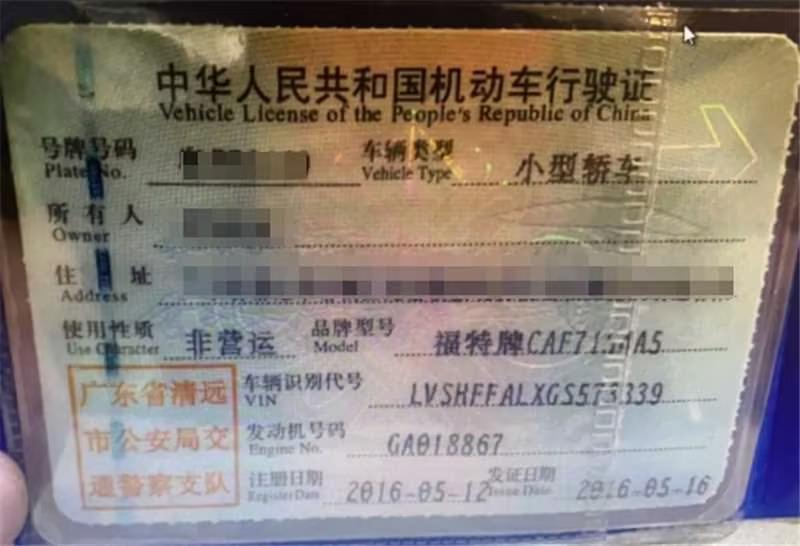 中华人民共和国机动车行驶证
Vehicle License of the People's Republic of China
号牌号码 车辆类型 小型轿车
Plate No. Vehicle Type
所有人
Owner
住址
Address
使用性质 非营运 品牌型号 福特牌
Use Character Model
车辆识别代号
VIN
发动机号码 GA018867
Engine No.
注册日期 2016-05-12 发证日期 2016-05-16
Register Date Issue Date
广东省清远
市公安局交
通警察支队